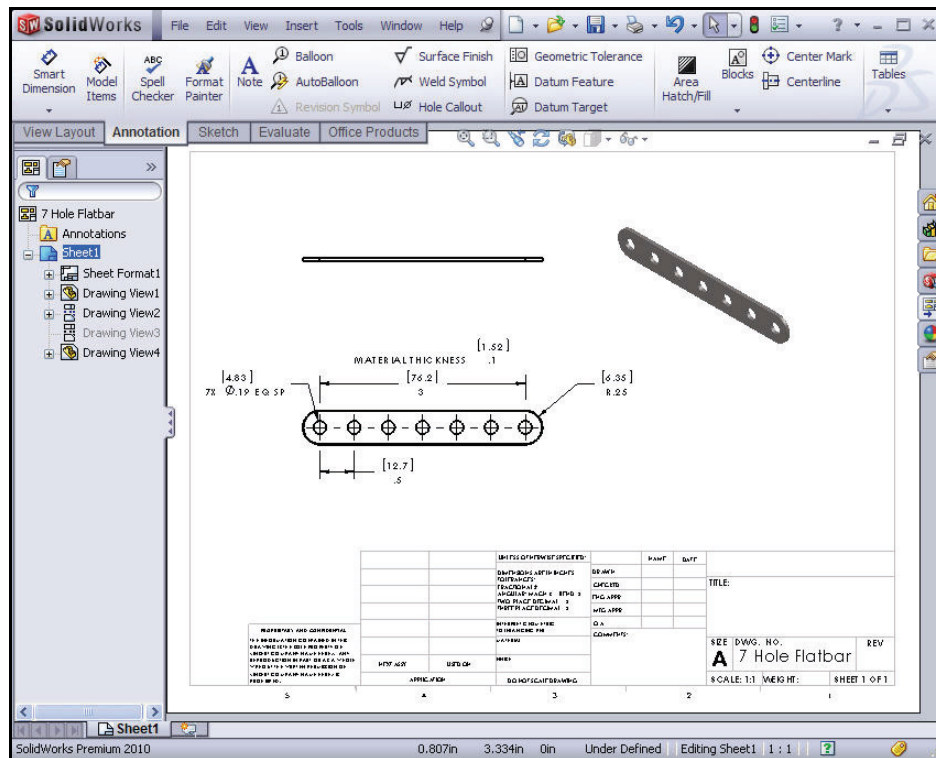 SolidWorks File Edit View Insert Tools Window Help
Smart Dimension
Model Items
Spell Checker
Format Painter
Note
Balloon
AutoBalloon
Revision Symbol
Surface Finish
Weld Symbol
Hole Callout
Geometric Tolerance
Datum Feature
Datum Target
Area Hatch/Fill
Blocks
Center Mark
Centerline
Tables
View Layout Annotation Sketch Evaluate Office Products
7 Hole Flatbar
Annotations
Sheet1
Sheet Format1
Drawing View1
Drawing View2
Drawing View3
Drawing View4
[1.52]
MATERIAL THICKNESS .1
[4.83]
7X Ø.19 EQ SP
[76.2]
3
[6.35]
R.25
[12.7]
.5
UNLESS OTHERWISE SPECIFIED:
NAME DATE
DRAWN
CHECKED
ENG APPR.
MFG APPR.
Q.A.
COMMENTS:
PROPRIETARY AND CONFIDENTIAL
NEXT ASSY USED ON
APPLICATION
DO NOT SCALE DRAWING
TITLE:
SIZE DWG. NO. REV
A 7 Hole Flatbar
SCALE: 1:1 WEIGHT: SHEET 1 OF 1
5 4 3 2 1
Sheet1
SolidWorks Premium 2010 0.807in 3.334in 0in Under Defined Editing Sheet1 1 : 1